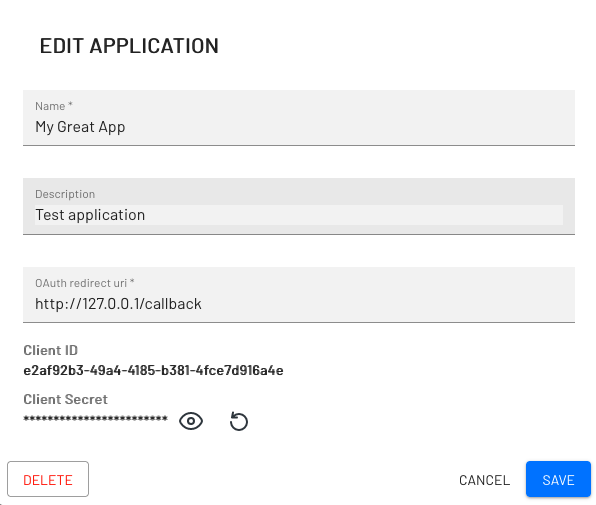 EDIT APPLICATION
Name *
My Great App
Description
Test application
OAuth redirect uri *
http://127.0.0.1/callback
Client ID
e2af92b3-49a4-4185-b381-4fce7d916a4e
Client Secret
************************
DELETE CANCEL SAVE